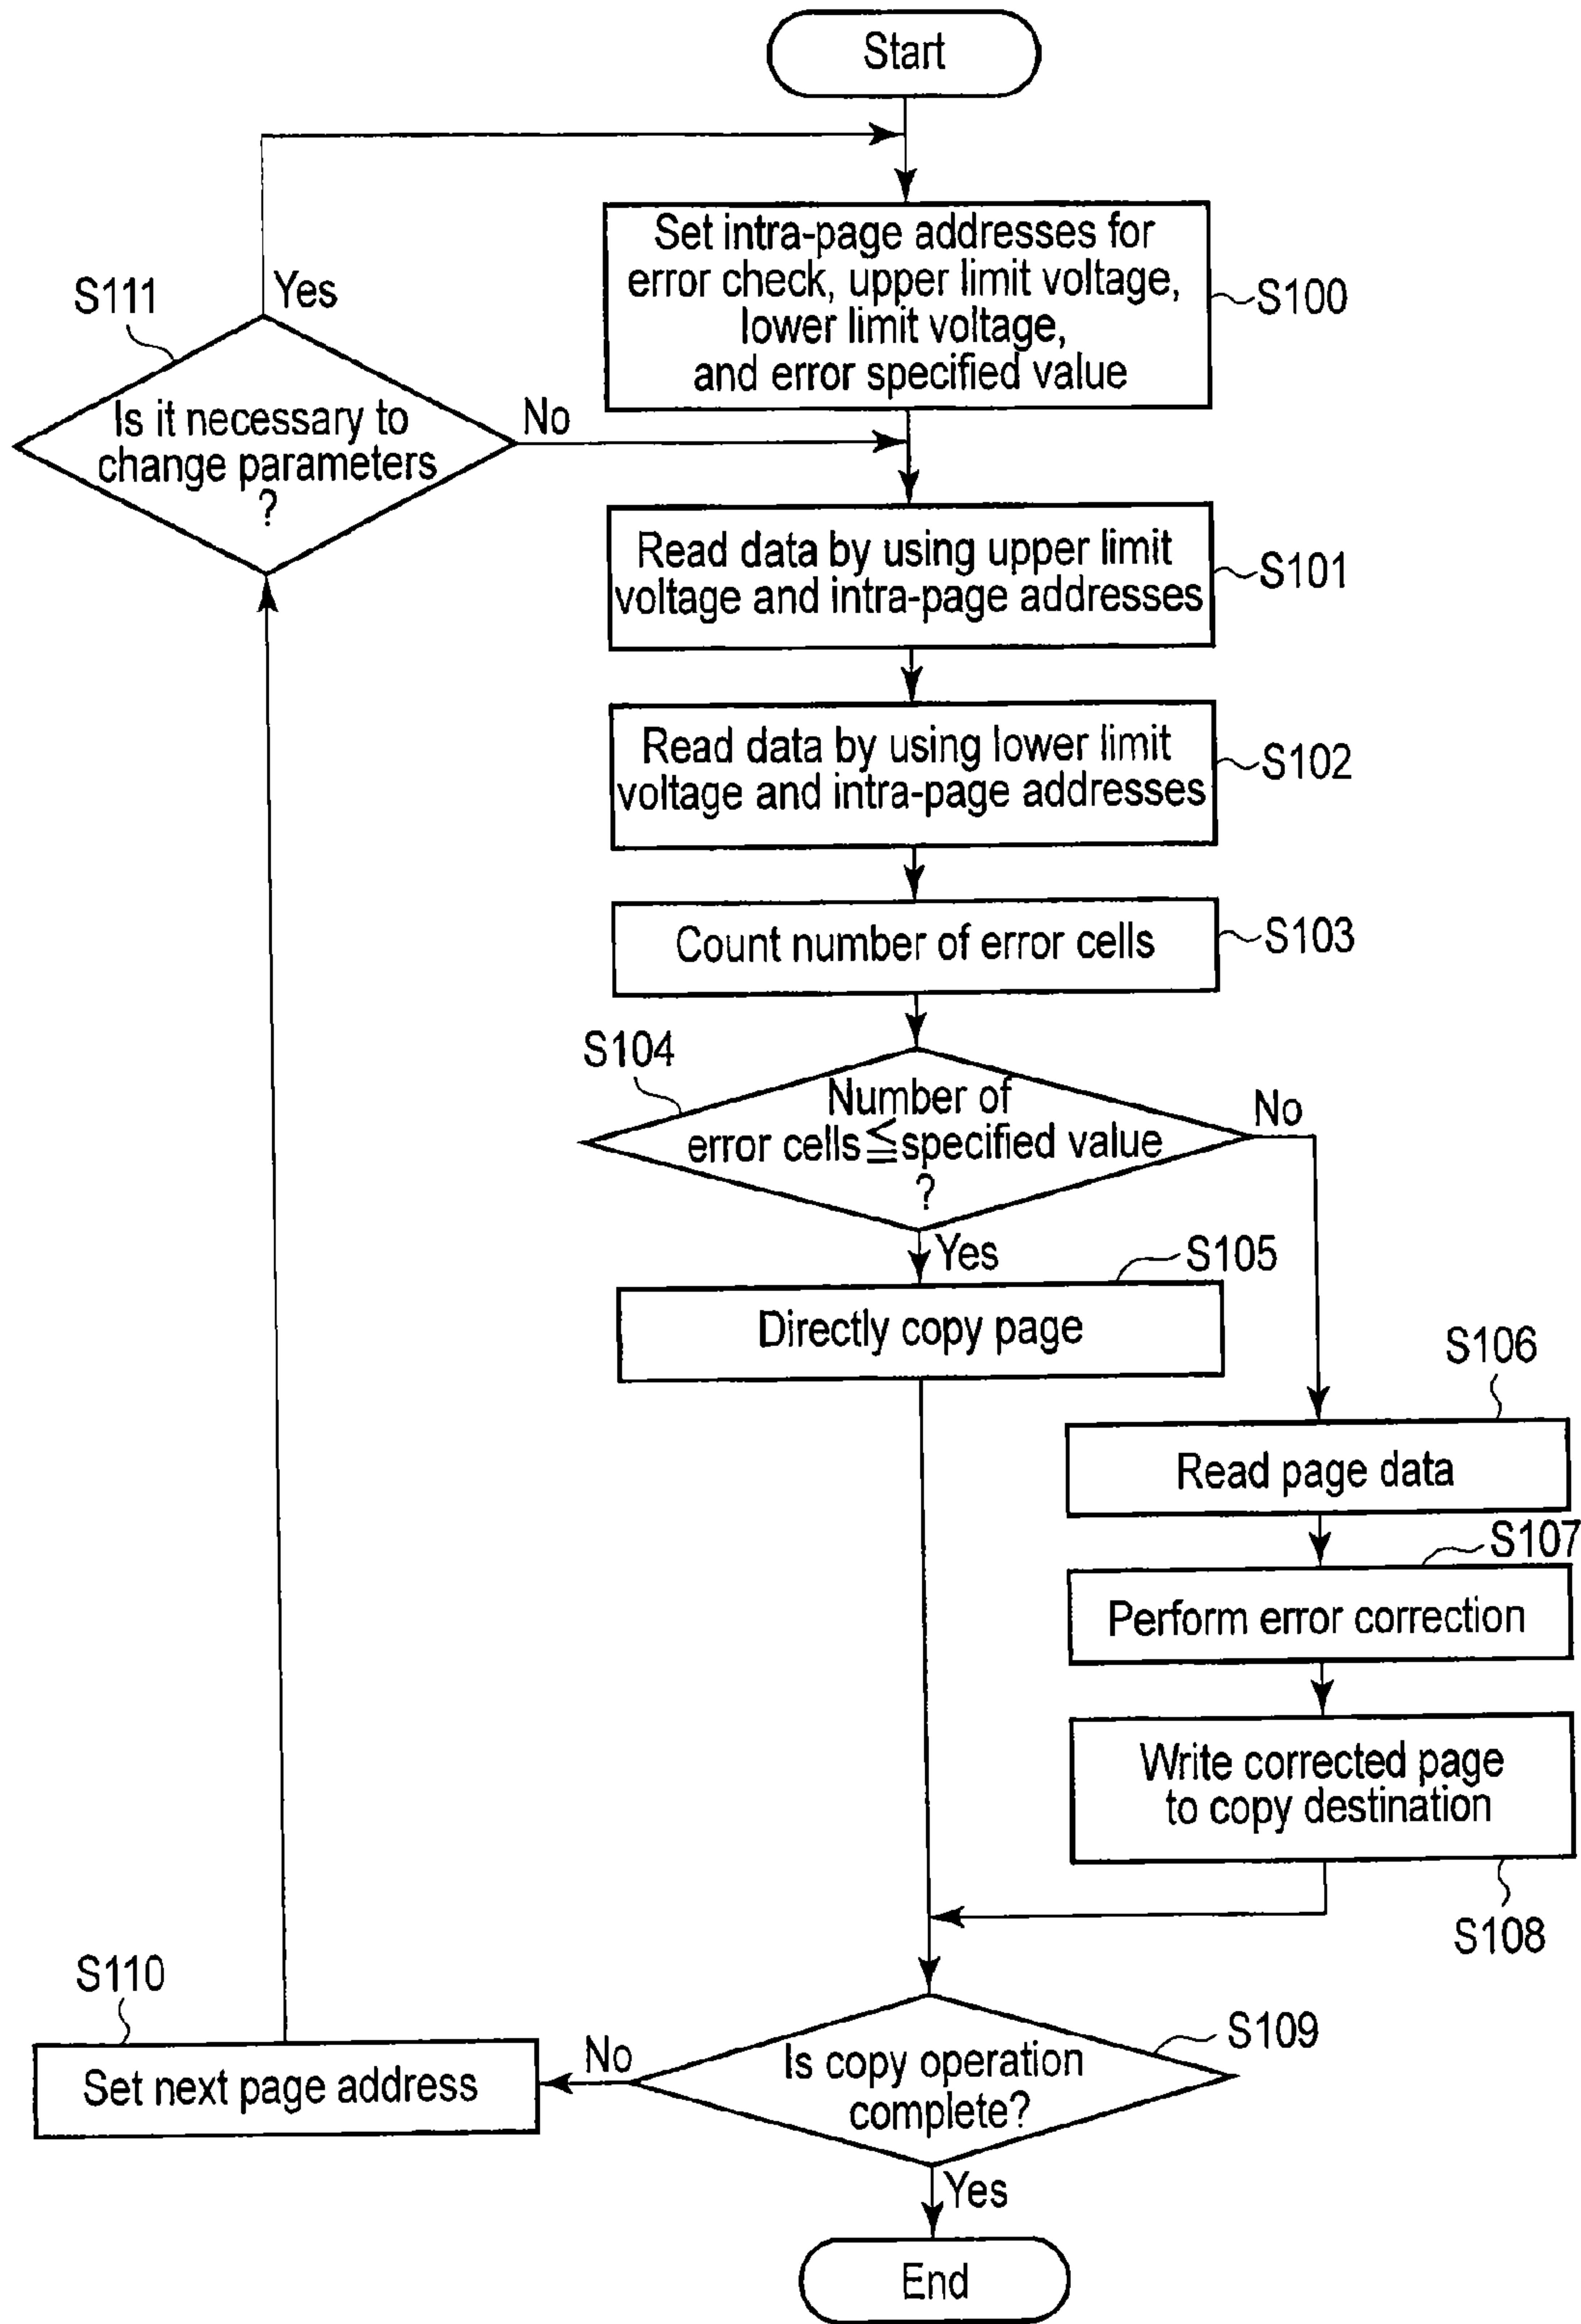 Start
Set intra-page addresses for
error check, upper limit voltage,
lower limit voltage,
and error specified value
S100
S111
Yes
Is it necessary to
change parameters
?
No
Read data by using upper limit
voltage and intra-page addresses
S101
Read data by using lower limit
voltage and intra-page addresses
S102
Count number of error cells
S103
S104
Number of
error cells≦specified value
?
No
Yes
S105
Directly copy page
S106
Read page data
S107
Perform error correction
Write corrected page
to copy destination
S108
S110
Set next page address
No
S109
Is copy operation
complete?
Yes
End